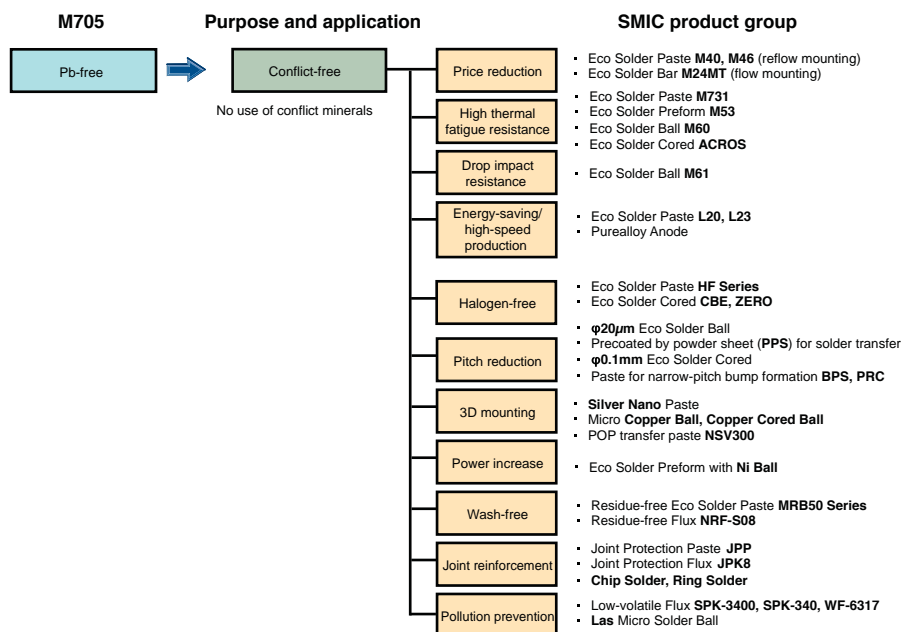 M705
Purpose and application
SMIC product group
Pb-free
Conflict-free
No use of conflict minerals
Price reduction
▪ Eco Solder Paste M40, M46 (reflow mounting)
▪ Eco Solder Bar M24MT (flow mounting)
High thermal
fatigue resistance
▪ Eco Solder Paste M731
▪ Eco Solder Preform M53
▪ Eco Solder Ball M60
▪ Eco Solder Cored ACROS
Drop impact
resistance
▪ Eco Solder Ball M61
Energy-saving/
high-speed
production
▪ Eco Solder Paste L20, L23
▪ Purealloy Anode
Halogen-free
▪ Eco Solder Paste HF Series
▪ Eco Solder Cored CBE, ZERO
Pitch reduction
▪ φ20μm Eco Solder Ball
▪ Precoated by powder sheet (PPS) for solder transfer
▪ φ0.1mm Eco Solder Cored
▪ Paste for narrow-pitch bump formation BPS, PRC
3D mounting
▪ Silver Nano Paste
▪ Micro Copper Ball, Copper Cored Ball
▪ POP transfer paste NSV300
Power increase
▪ Eco Solder Preform with Ni Ball
Wash-free
▪ Residue-free Eco Solder Paste MRB50 Series
▪ Residue-free Flux NRF-S08
Joint reinforcement
▪ Joint Protection Paste JPP
▪ Joint Protection Flux JPK8
▪ Chip Solder, Ring Solder
Pollution prevention
▪ Low-volatile Flux SPK-3400, SPK-340, WF-6317
▪ Las Micro Solder Ball